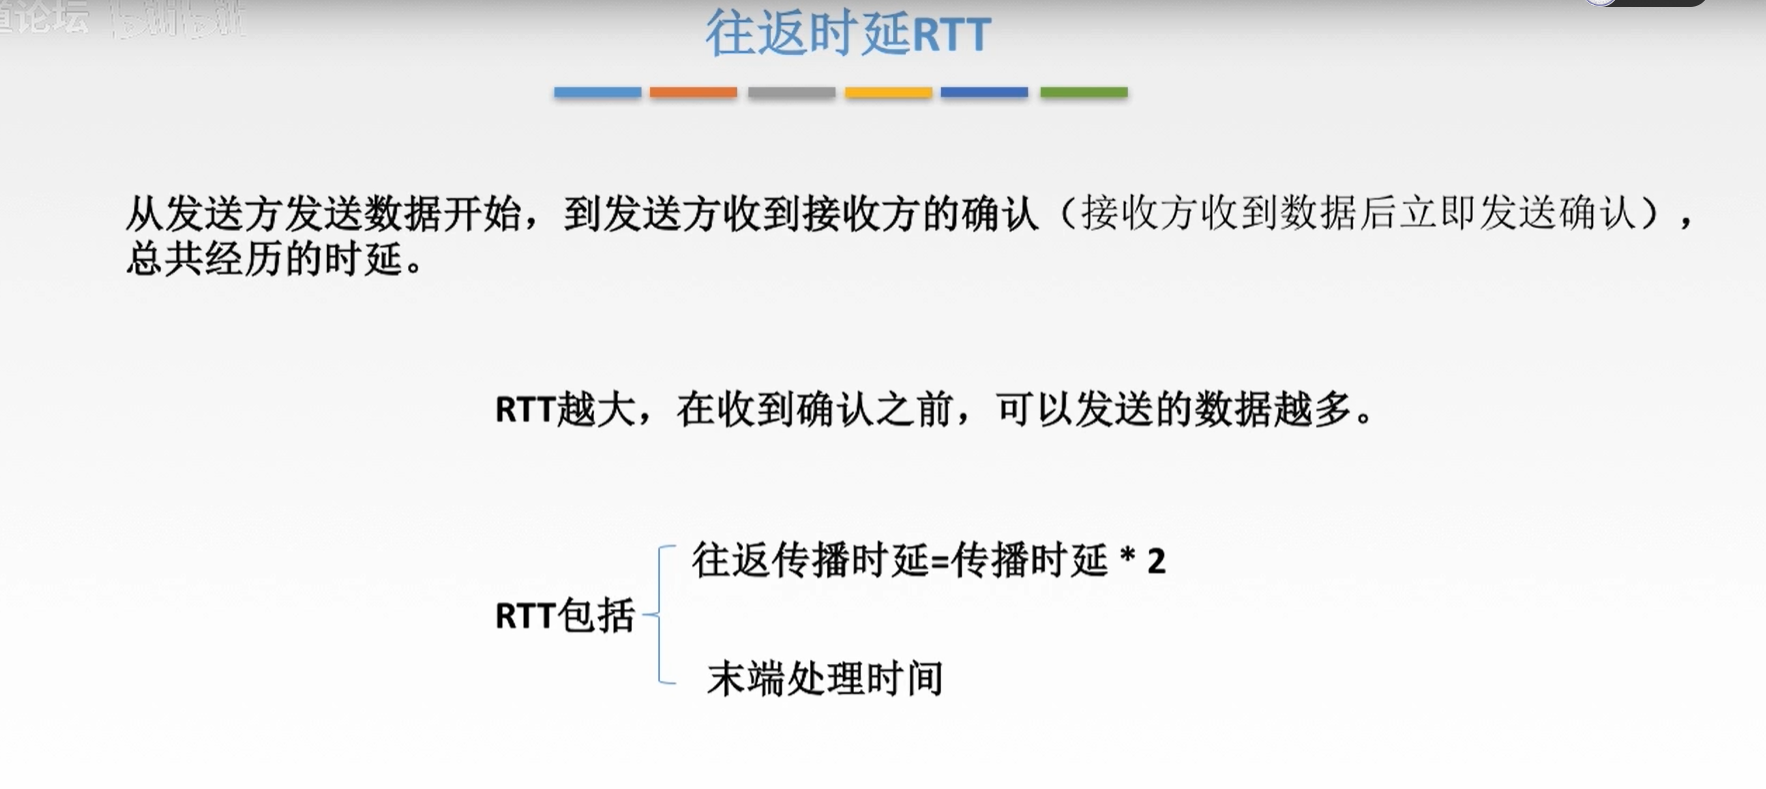 道论坛 bilibili
往返时延RTT
从发送方发送数据开始，到发送方收到接收方的确认（接收方收到数据后立即发送确认），
总共经历的时延。
RTT越大，在收到确认之前，可以发送的数据越多。
往返传播时延=传播时延 * 2
RTT包括
末端处理时间